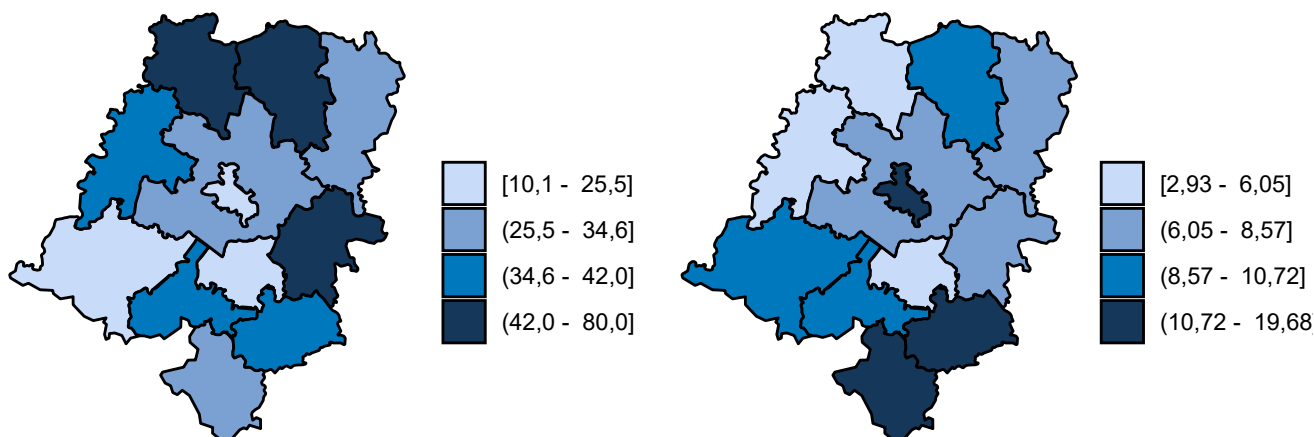 [10,1 - 25,5]
(25,5 - 34,6]
(34,6 - 42,0]
(42,0 - 80,0]
[2,93 - 6,05]
(6,05 - 8,57]
(8,57 - 10,72]
(10,72 - 19,68]